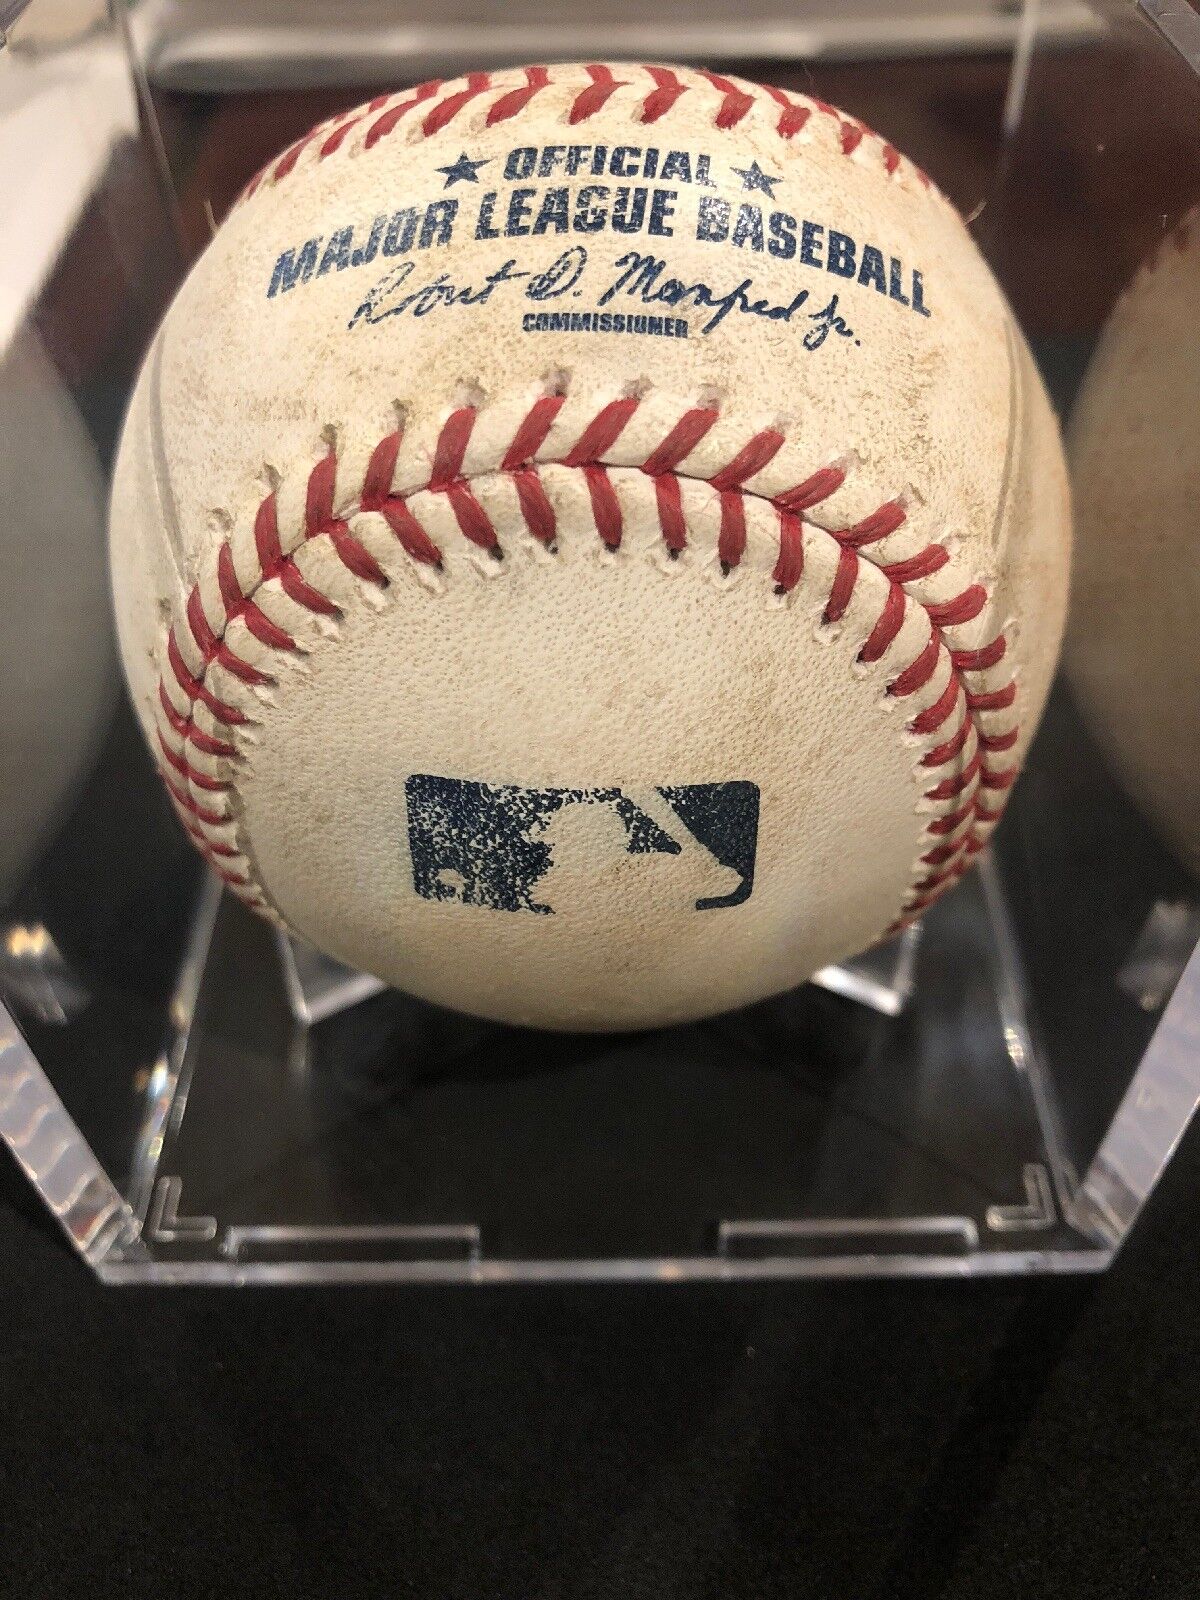 ★ OFFICIAL ★
MAJOR LEAGUE BASEBALL
Robert D. Manfred Jr.
COMMISSIONER